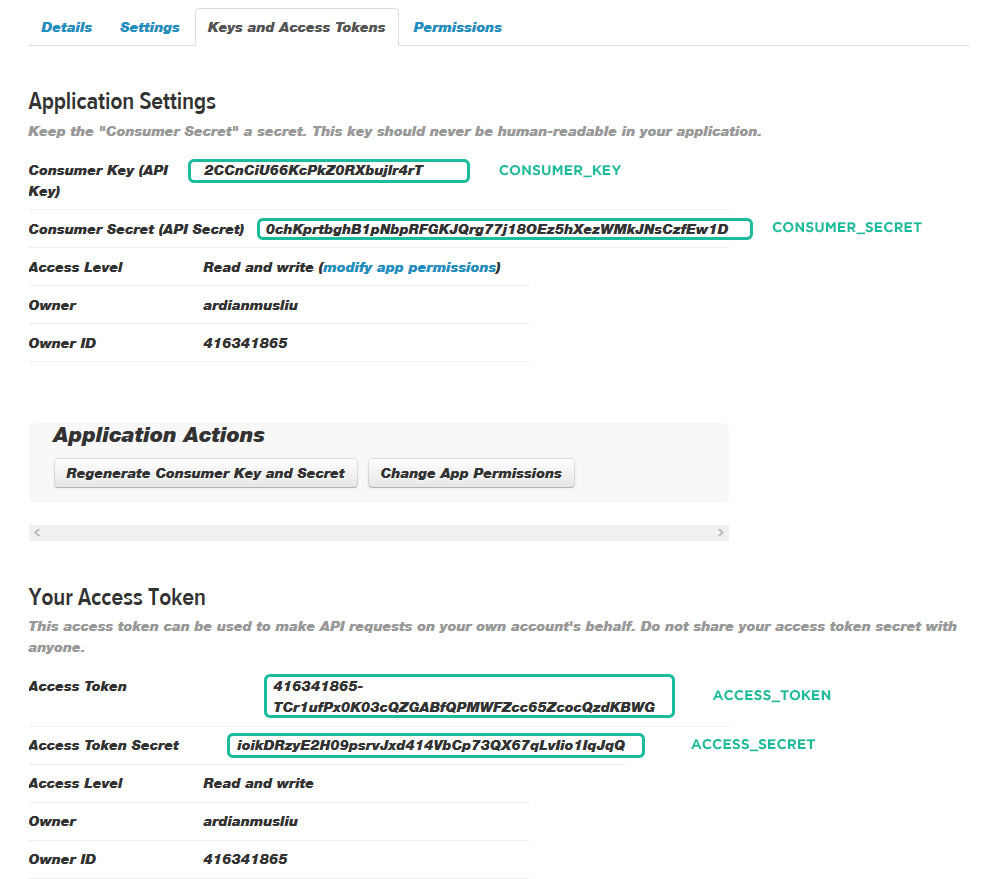 Details Settings Keys and Access Tokens Permissions
Application Settings
Keep the "Consumer Secret" a secret. This key should never be human-readable in your application.
Consumer Key (API 2CCnCiU66KcPkZ0RXbujIr4rT CONSUMER_KEY
Key)
Consumer Secret (API Secret) 0chKprtbghB1pNbpRFGKJQrg77j18OEz5hXezWMkJNsCzfEw1D CONSUMER_SECRET
Access Level Read and write (modify app permissions)
Owner ardianmusliu
Owner ID 416341865
Application Actions
Regenerate Consumer Key and Secret Change App Permissions
Your Access Token
This access token can be used to make API requests on your own account's behalf. Do not share your access token secret with
anyone.
Access Token 416341865-
TCr1ufPx0K03cQZGABfQPMWFZcc65ZcocQzdKBWG ACCESS_TOKEN
Access Token Secret ioikDRzyE2H09psrvJxd414VbCp73QX67qLvIio1IqJqQ ACCESS_SECRET
Access Level Read and write
Owner ardianmusliu
Owner ID 416341865